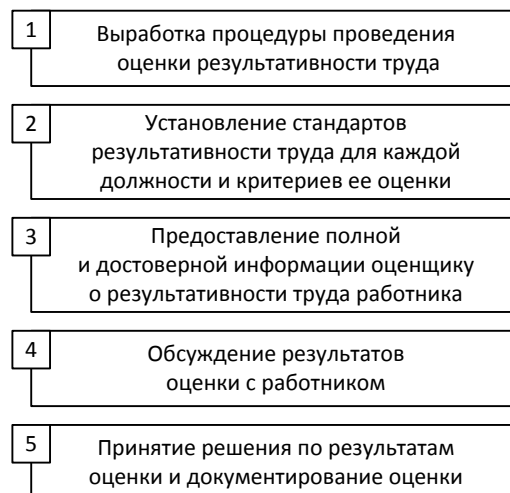 1
Выработка процедуры проведения
оценки результативности труда
2
Установление стандартов
результативности труда для каждой
должности и критериев ее оценки
3
Предоставление полной
и достоверной информации оценщику
о результативности труда работника
4
Обсуждение результатов
оценки с работником
5
Принятие решения по результатам
оценки и документирование оценки